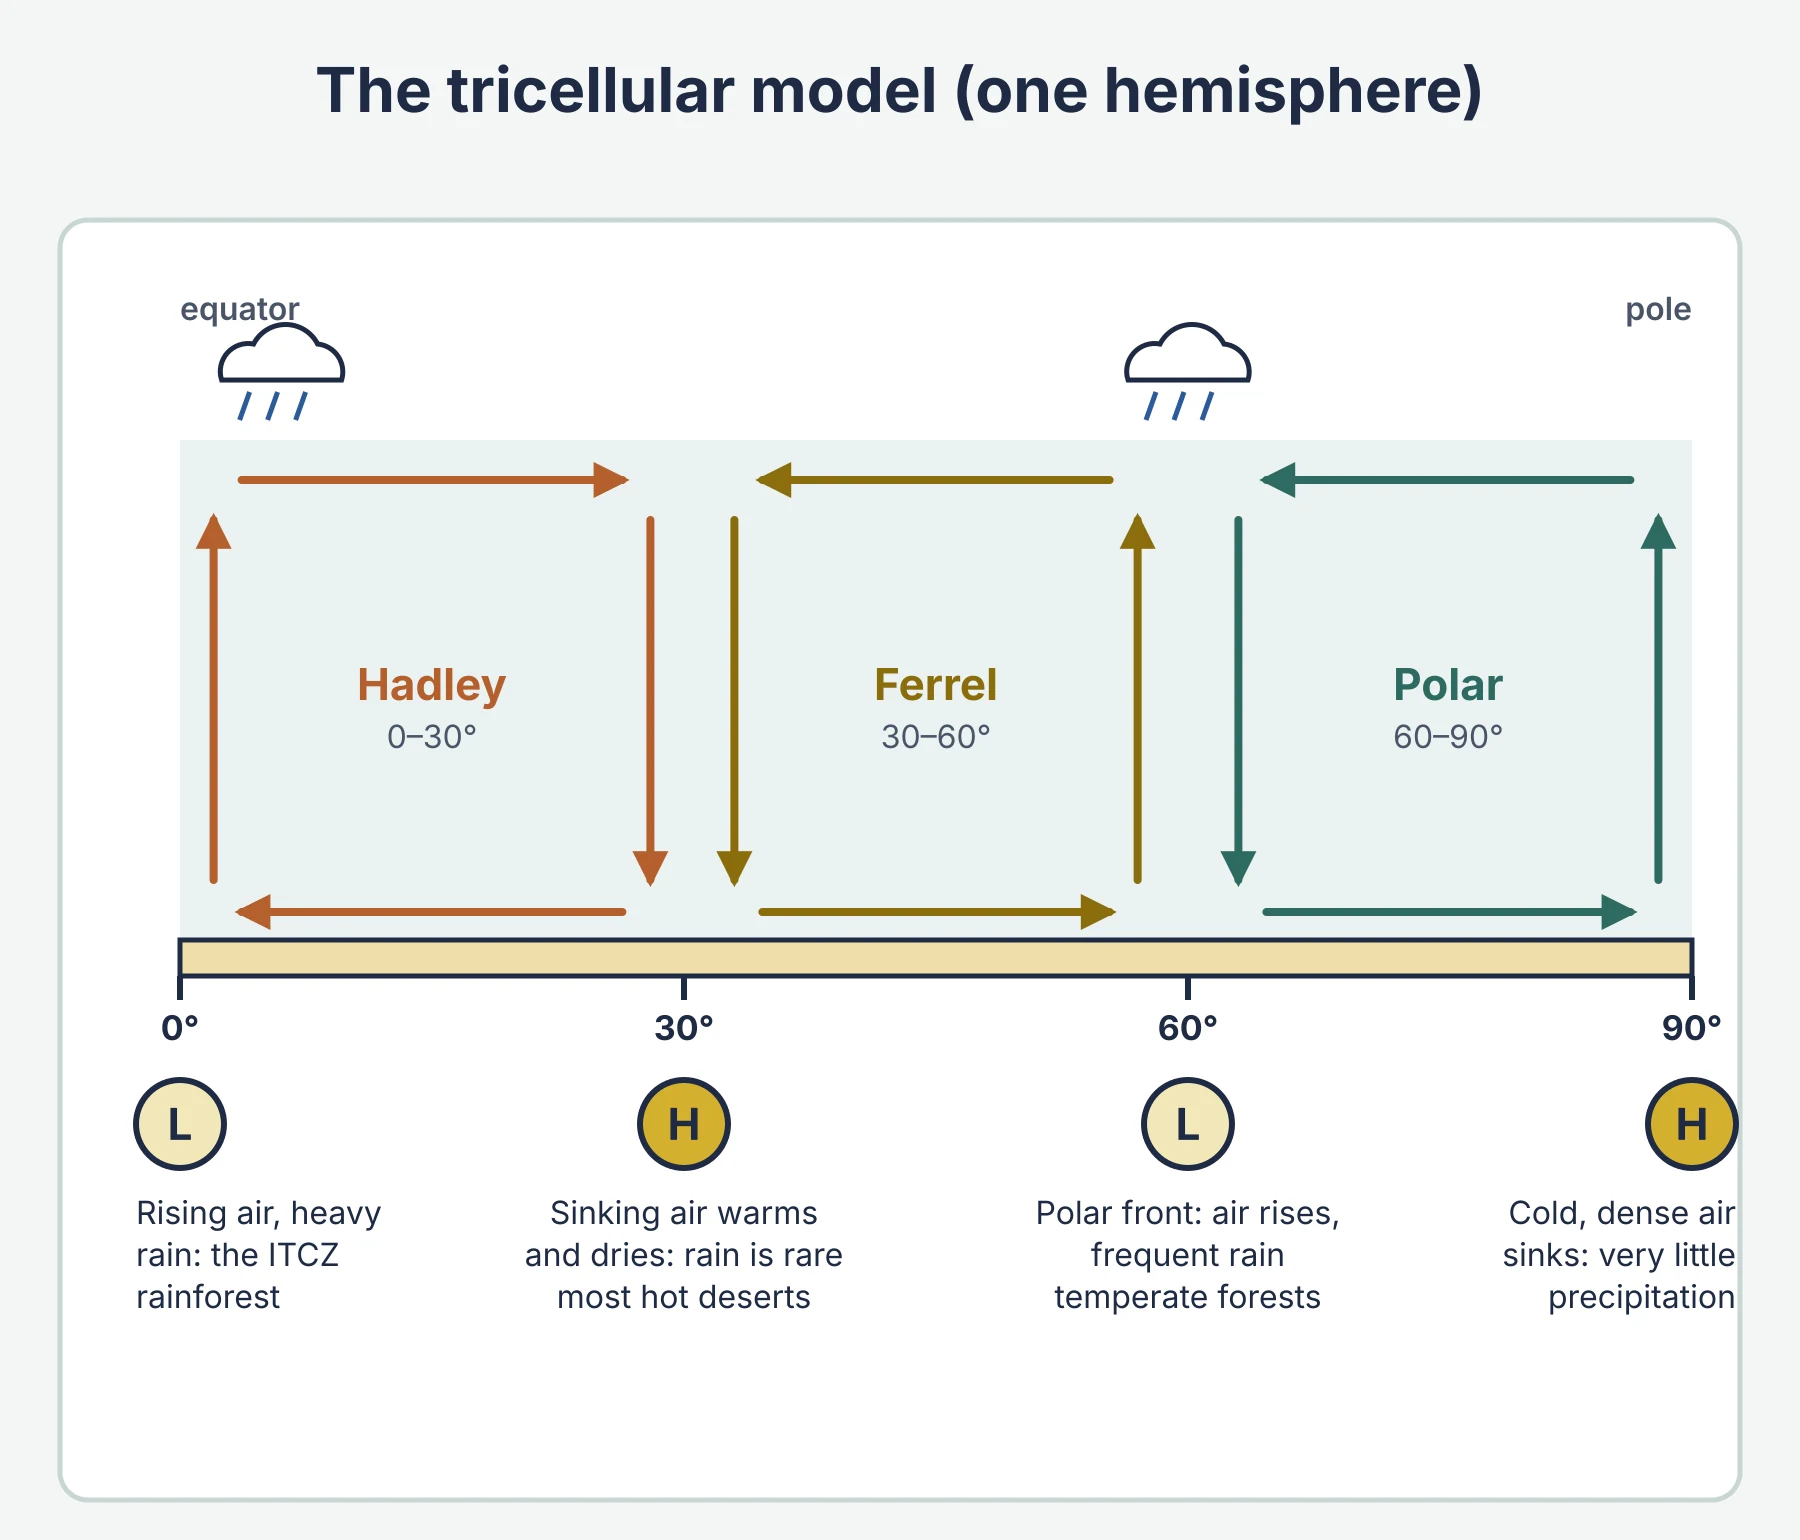 The tricellular model (one hemisphere)
equator
pole
Hadley
0–30°
Ferrel
30–60°
Polar
60–90°
0°
30°
60°
90°
L
H
L
H
Rising air, heavy
rain: the ITCZ
rainforest
Sinking air warms
and dries: rain is rare
most hot deserts
Polar front: air rises,
frequent rain
temperate forests
Cold, dense air
sinks: very little
precipitation